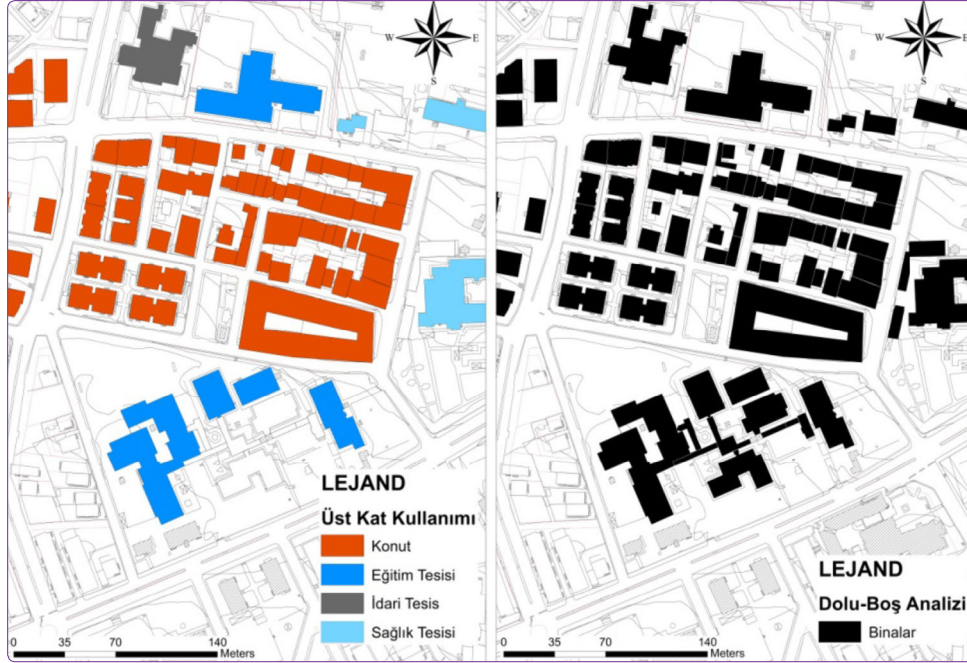 W E
S
LEJAND
Üst Kat Kullanımı
Konut
Eğitim Tesisi
İdari Tesis
Sağlık Tesisi
0 35 70 140
Meters
W E
S
LEJAND
Dolu-Boş Analizi
Binalar
0 35 70 140
Meters